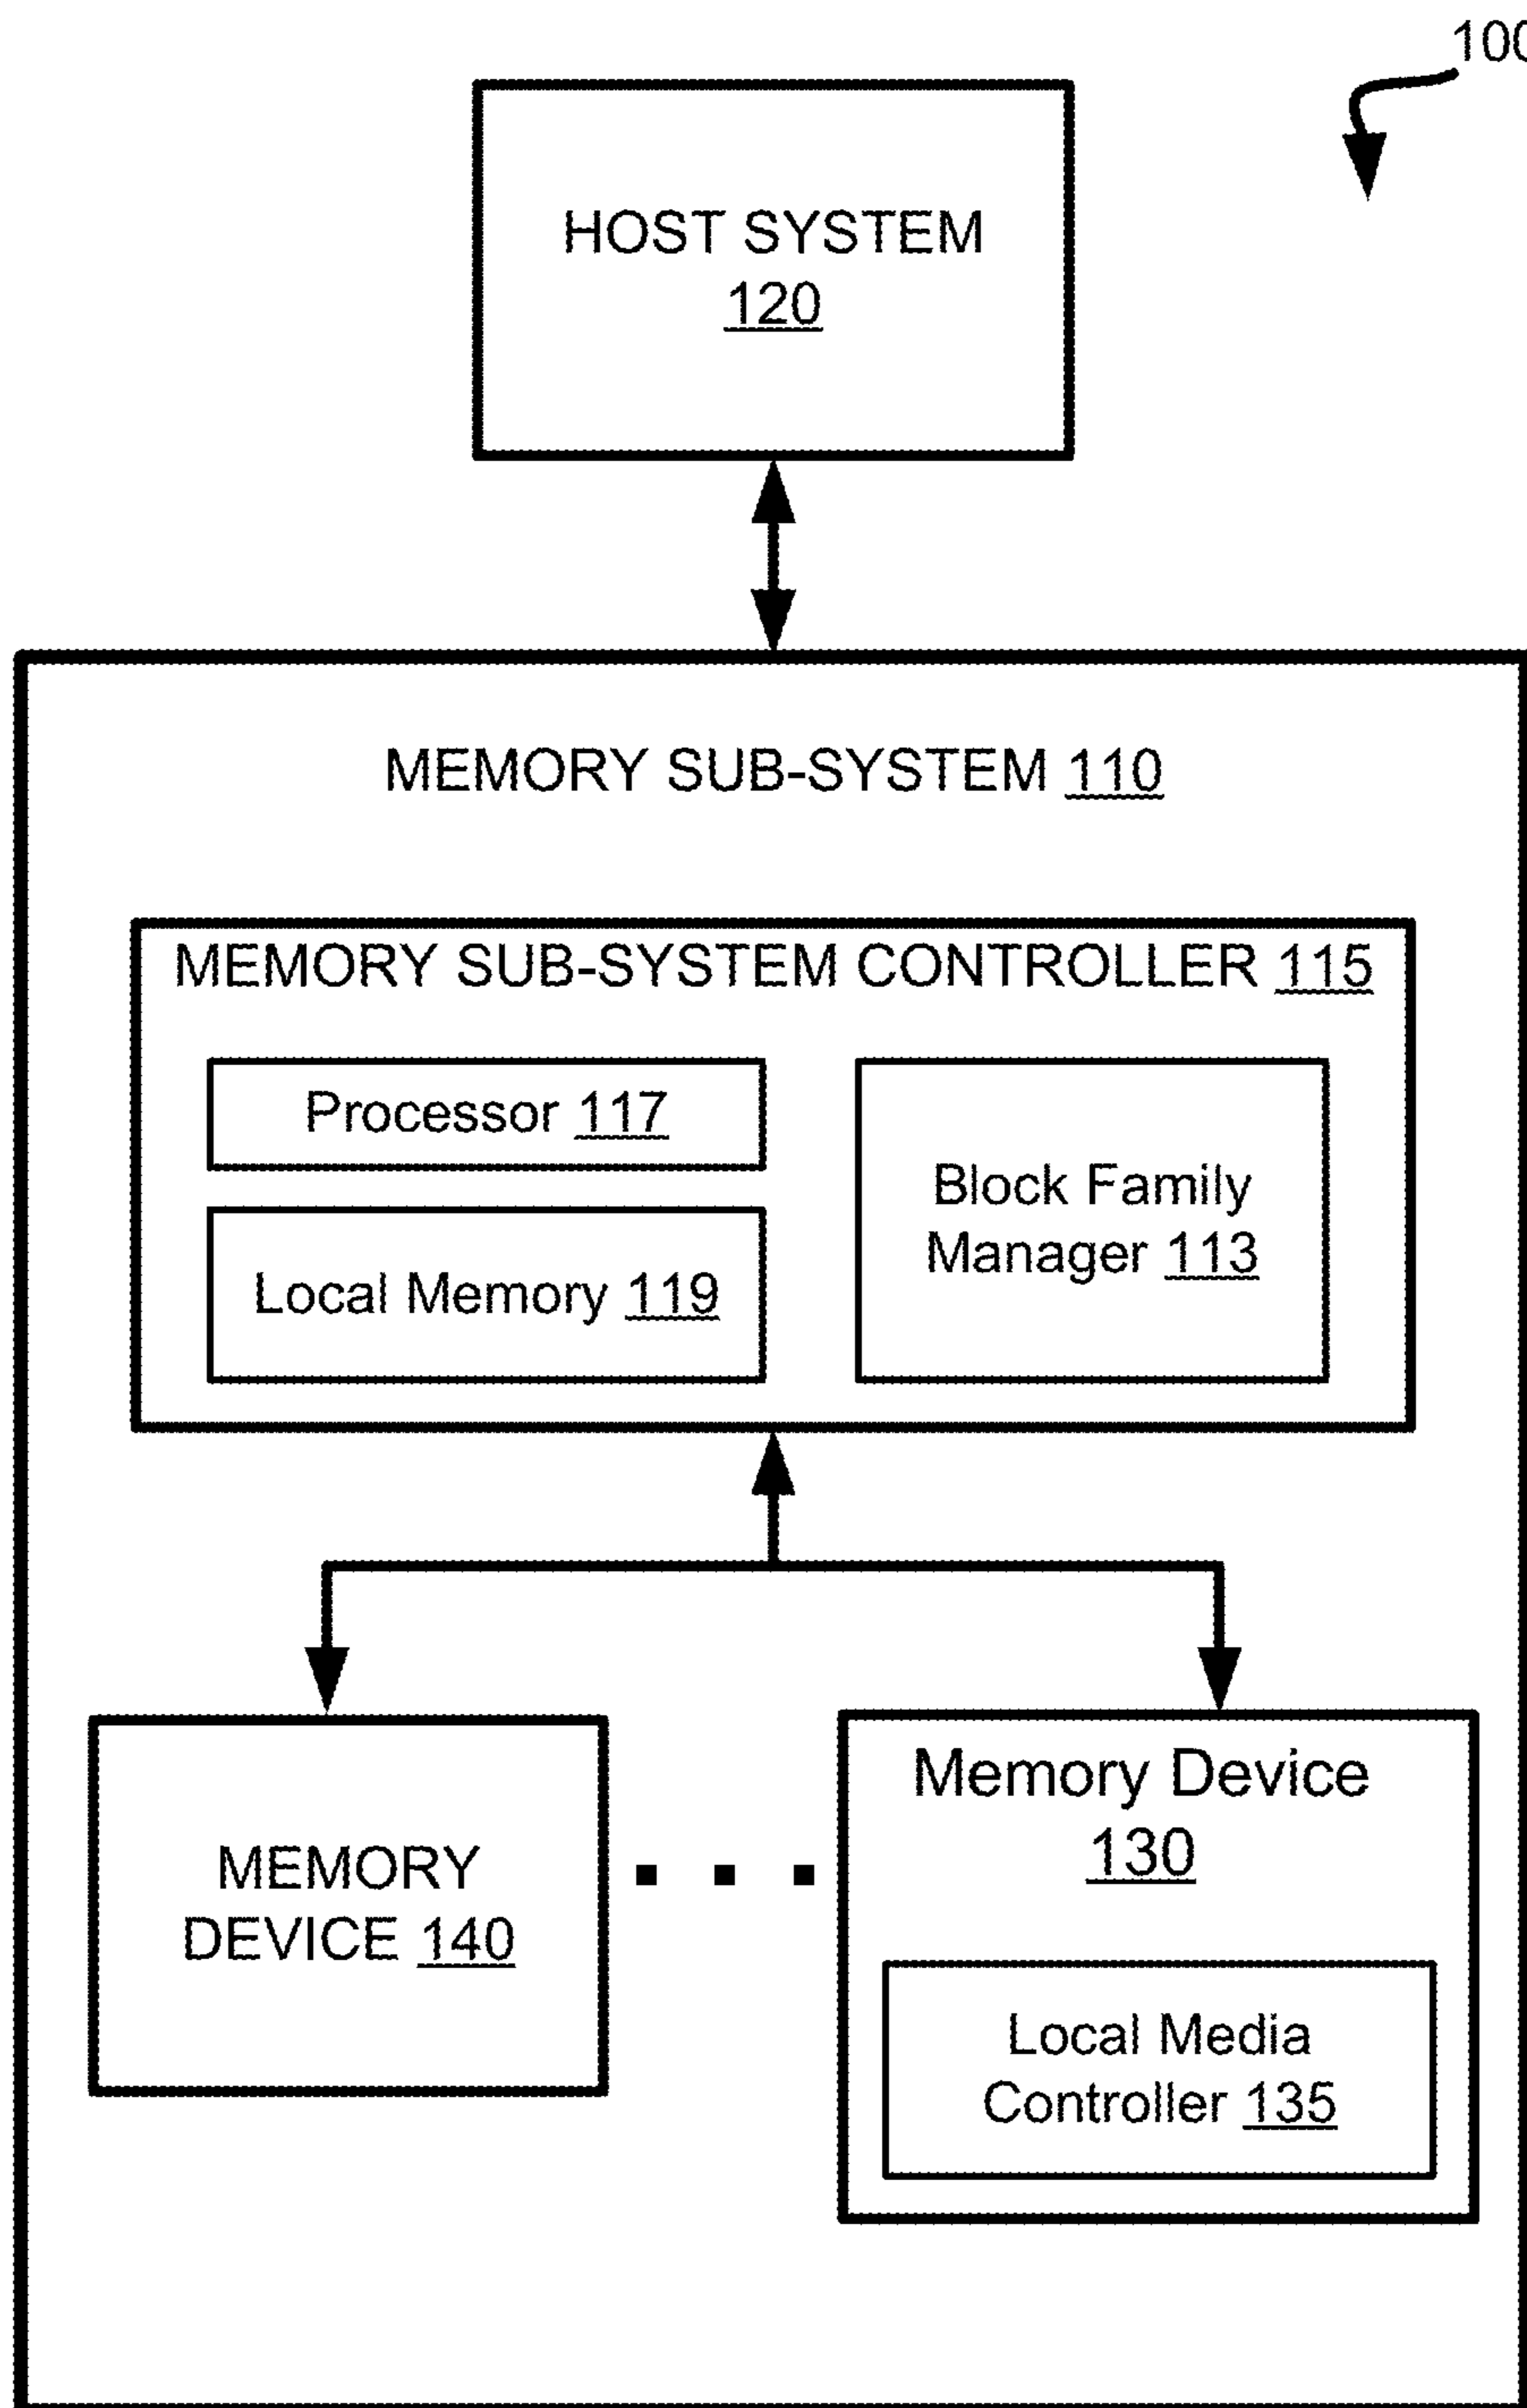 100
HOST SYSTEM
120
MEMORY SUB-SYSTEM 110
MEMORY SUB-SYSTEM CONTROLLER 115
Processor 117
Local Memory 119
Block Family
Manager 113
MEMORY
DEVICE 140
Memory Device
130
Local Media
Controller 135